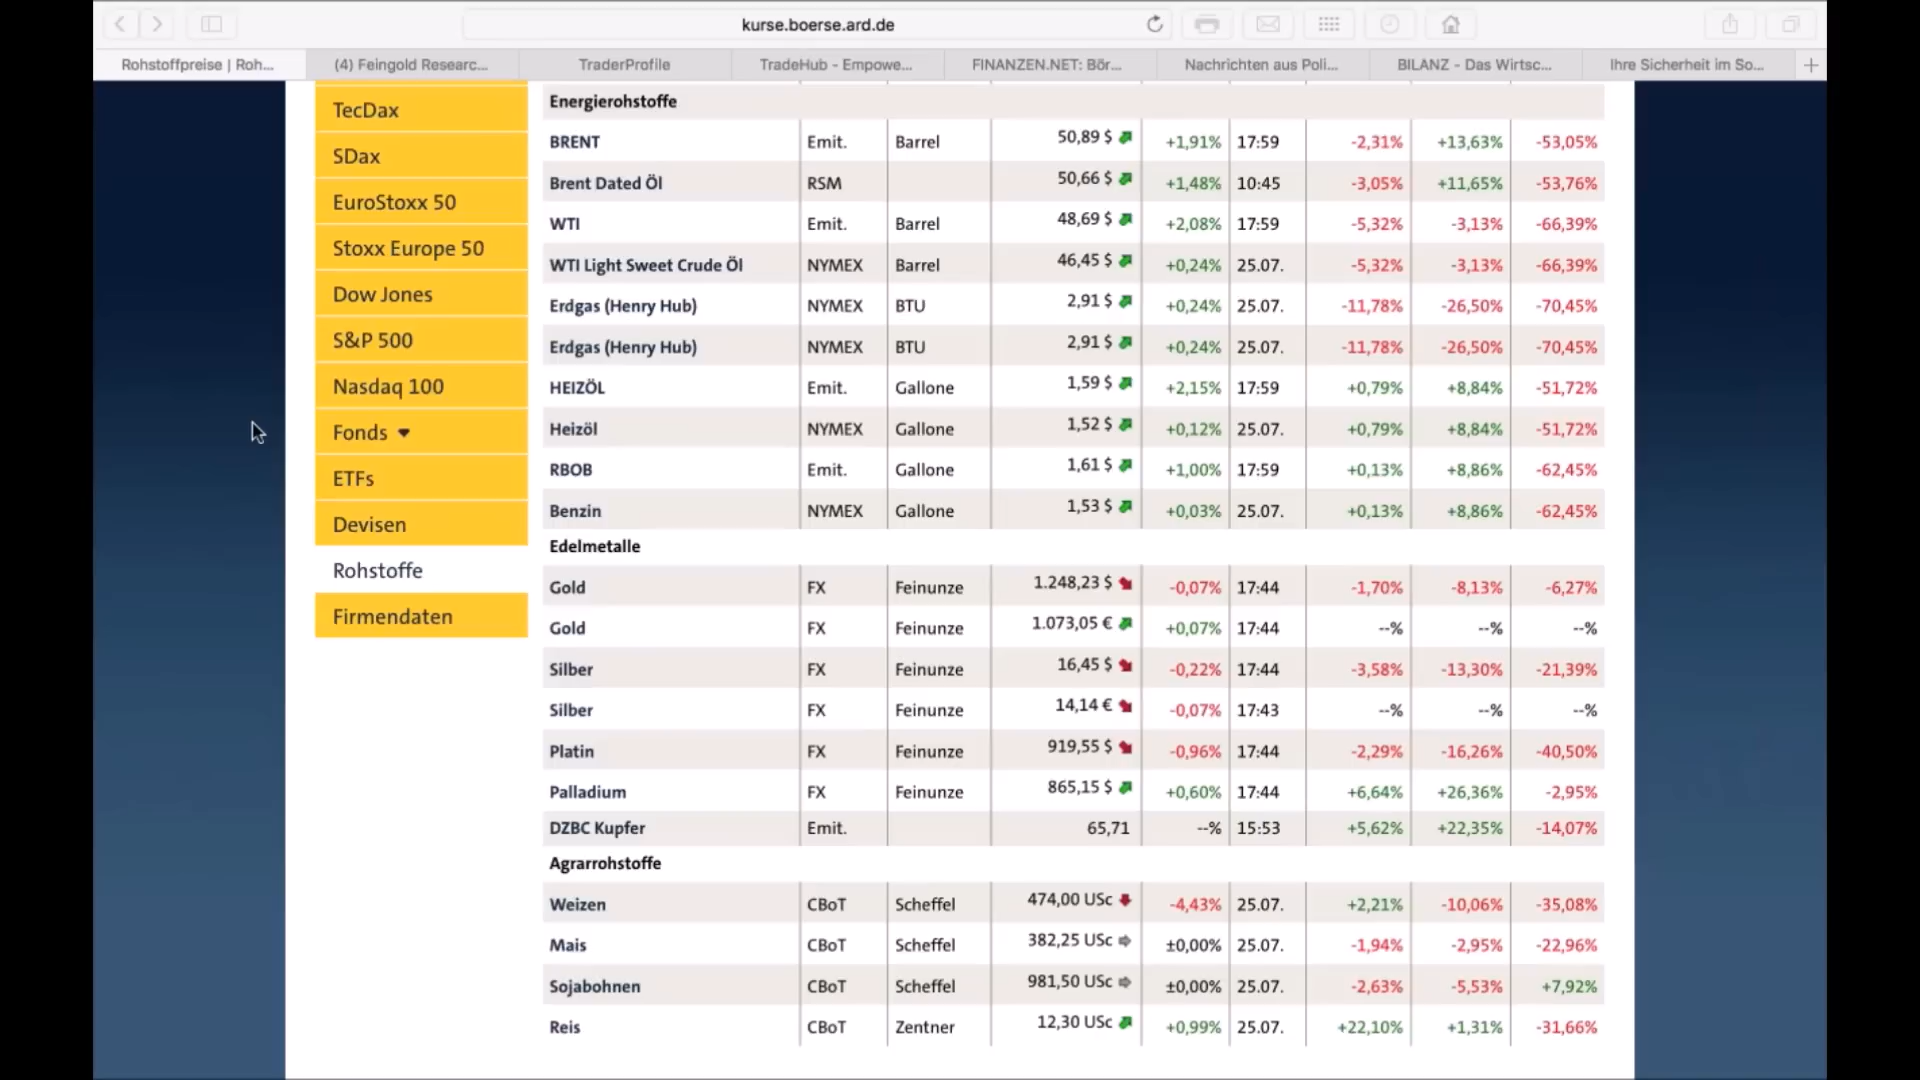 kurse.boerse.ard.de
Rohstoffpreise | Roh...
(4) Feingold Researc...
TraderProfile
TradeHub - Empowe...
FINANZEN.NET: Bör...
Nachrichten aus Poli...
BILANZ - Das Wirtsc...
Ihre Sicherheit im So...
TecDax
SDax
EuroStoxx 50
Stoxx Europe 50
Dow Jones
S&P 500
Nasdaq 100
Fonds
ETFs
Devisen
Rohstoffe
Firmendaten
Energierohstoffe
BRENT Emit. Barrel 50,89 $ +1,91% 17:59 -2,31% +13,63% -53,05%
Brent Dated Öl RSM 50,66 $ +1,48% 10:45 -3,05% +11,65% -53,76%
WTI Emit. Barrel 48,69 $ +2,08% 17:59 -5,32% -3,13% -66,39%
WTI Light Sweet Crude Öl NYMEX Barrel 46,45 $ +0,24% 25.07. -5,32% -3,13% -66,39%
Erdgas (Henry Hub) NYMEX BTU 2,91 $ +0,24% 25.07. -11,78% -26,50% -70,45%
Erdgas (Henry Hub) NYMEX BTU 2,91 $ +0,24% 25.07. -11,78% -26,50% -70,45%
HEIZÖL Emit. Gallone 1,59 $ +2,15% 17:59 +0,79% +8,84% -51,72%
Heizöl NYMEX Gallone 1,52 $ +0,12% 25.07. +0,79% +8,84% -51,72%
RBOB Emit. Gallone 1,61 $ +1,00% 17:59 +0,13% +8,86% -62,45%
Benzin NYMEX Gallone 1,53 $ +0,03% 25.07. +0,13% +8,86% -62,45%
Edelmetalle
Gold FX Feinunze 1.248,23 $ -0,07% 17:44 -1,70% -8,13% -6,27%
Gold FX Feinunze 1.073,05 € +0,07% 17:44 --% --% --%
Silber FX Feinunze 16,45 $ -0,22% 17:44 -3,58% -13,30% -21,39%
Silber FX Feinunze 14,14 € -0,07% 17:43 --% --% --%
Platin FX Feinunze 919,55 $ -0,96% 17:44 -2,29% -16,26% -40,50%
Palladium FX Feinunze 865,15 $ +0,60% 17:44 +6,64% +26,36% -2,95%
DZBC Kupfer Emit. 65,71 --% 15:53 +5,62% +22,35% -14,07%
Agrarrohstoffe
Weizen CBoT Scheffel 474,00 USc -4,43% 25.07. +2,21% -10,06% -35,08%
Mais CBoT Scheffel 382,25 USc ±0,00% 25.07. -1,94% -2,95% -22,96%
Sojabohnen CBoT Scheffel 981,50 USc ±0,00% 25.07. -2,63% -5,53% +7,92%
Reis CBoT Zentner 12,30 USc +0,99% 25.07. +22,10% +1,31% -31,66%